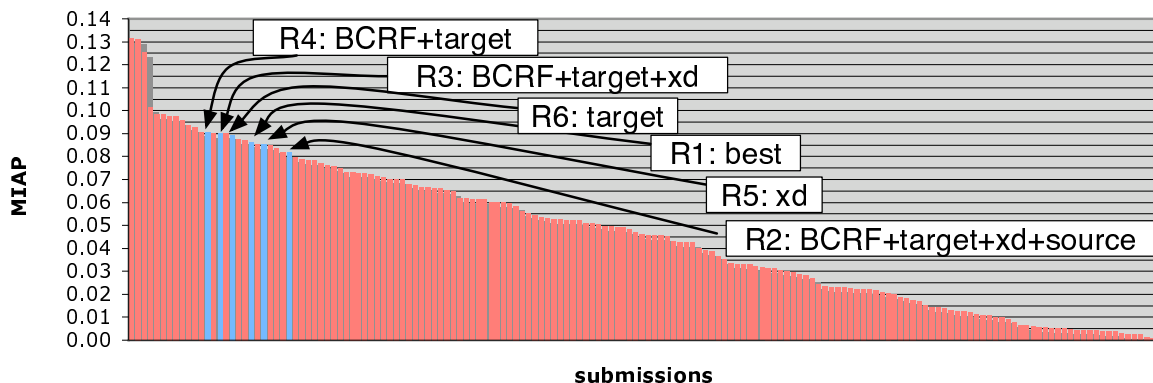 0.14
0.13
0.12
0.11
0.10
0.09
0.08
0.07
0.06
0.05
0.04
0.03
0.02
0.01
0.00
MIAP
R4: BCRF+target
R3: BCRF+target+xd
R6: target
R1: best
R5: xd
R2: BCRF+target+xd+source
submissions